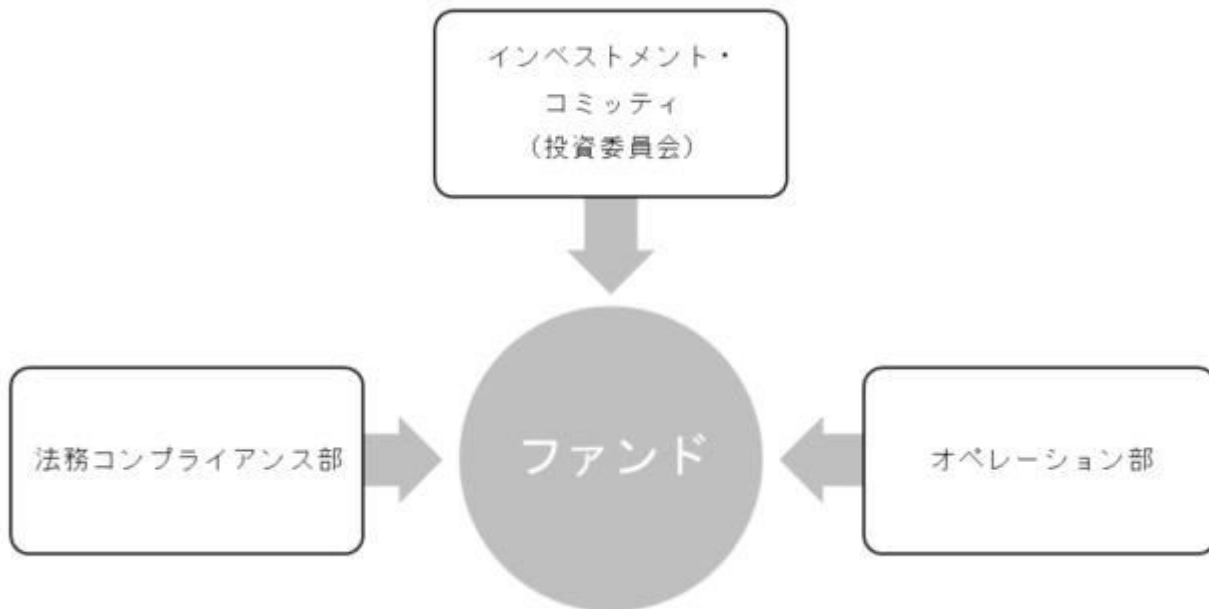 インベストメント・
コミッティ
（投資委員会）
法務コンプライアンス部
ファンド
オペレーション部